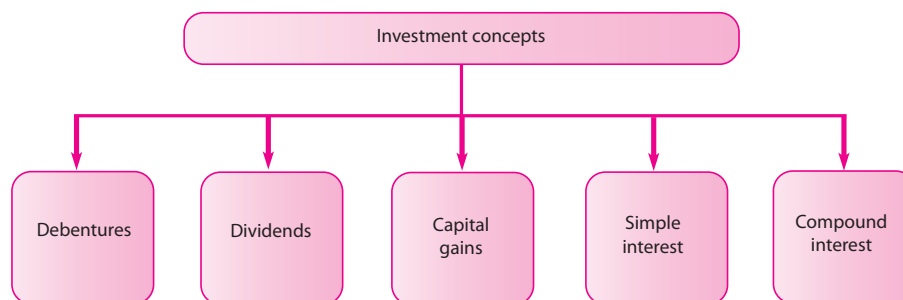 Investment concepts
Debentures
Dividends
Capital
gains
Simple
interest
Compound
interest